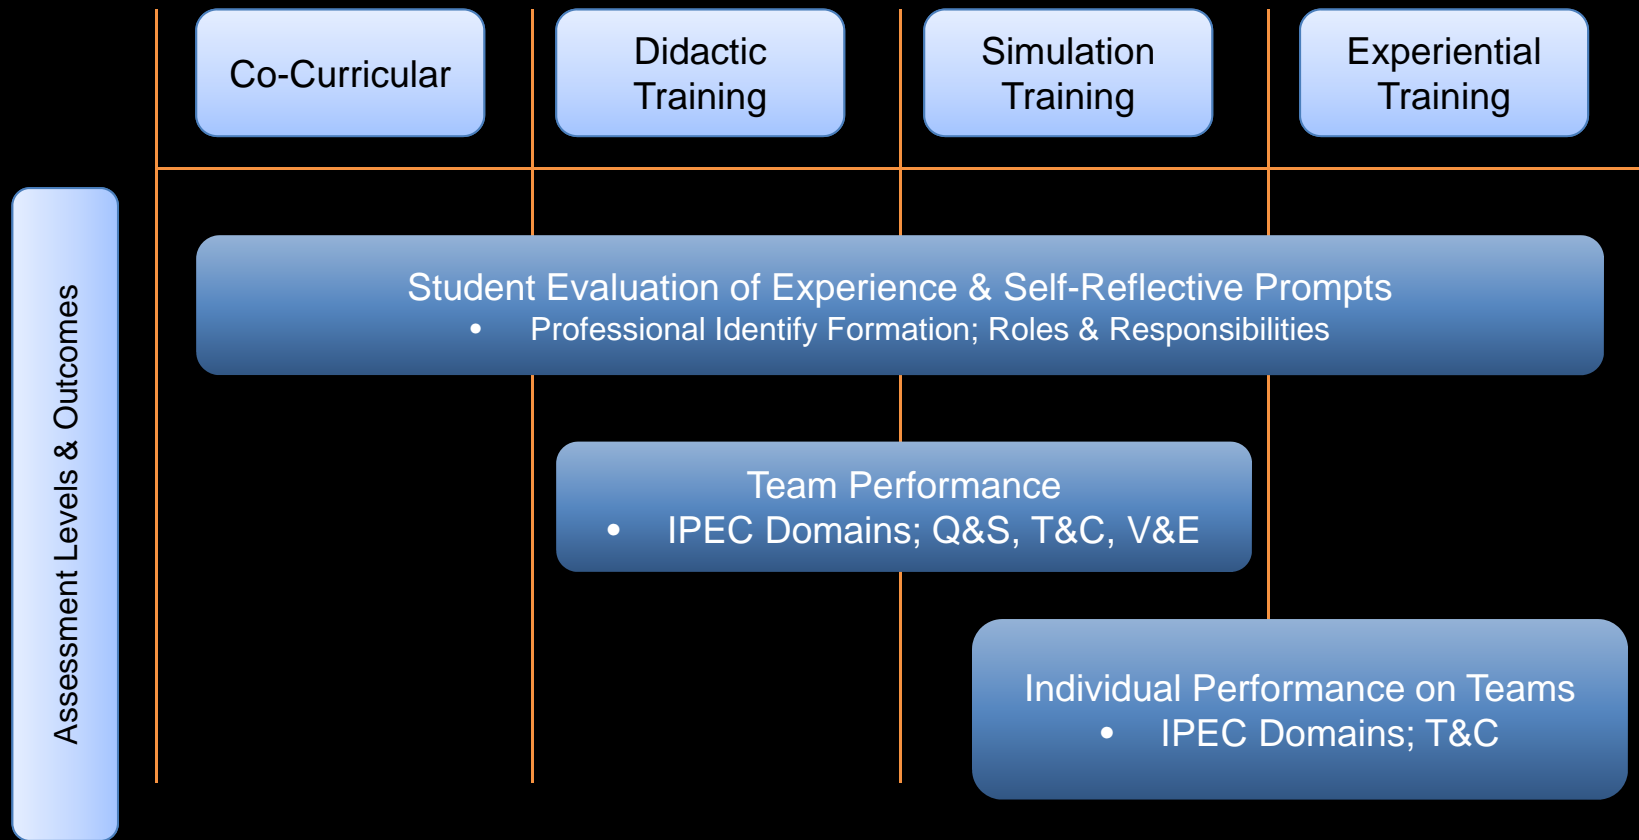 Co-Curricular
Didactic
Training
Simulation
Training
Experiential
Training
Assessment Levels & Outcomes
Student Evaluation of Experience & Self-Reflective Prompts
• Professional Identify Formation; Roles & Responsibilities
Team Performance
• IPEC Domains; Q&S, T&C, V&E
Individual Performance on Teams
• IPEC Domains; T&C